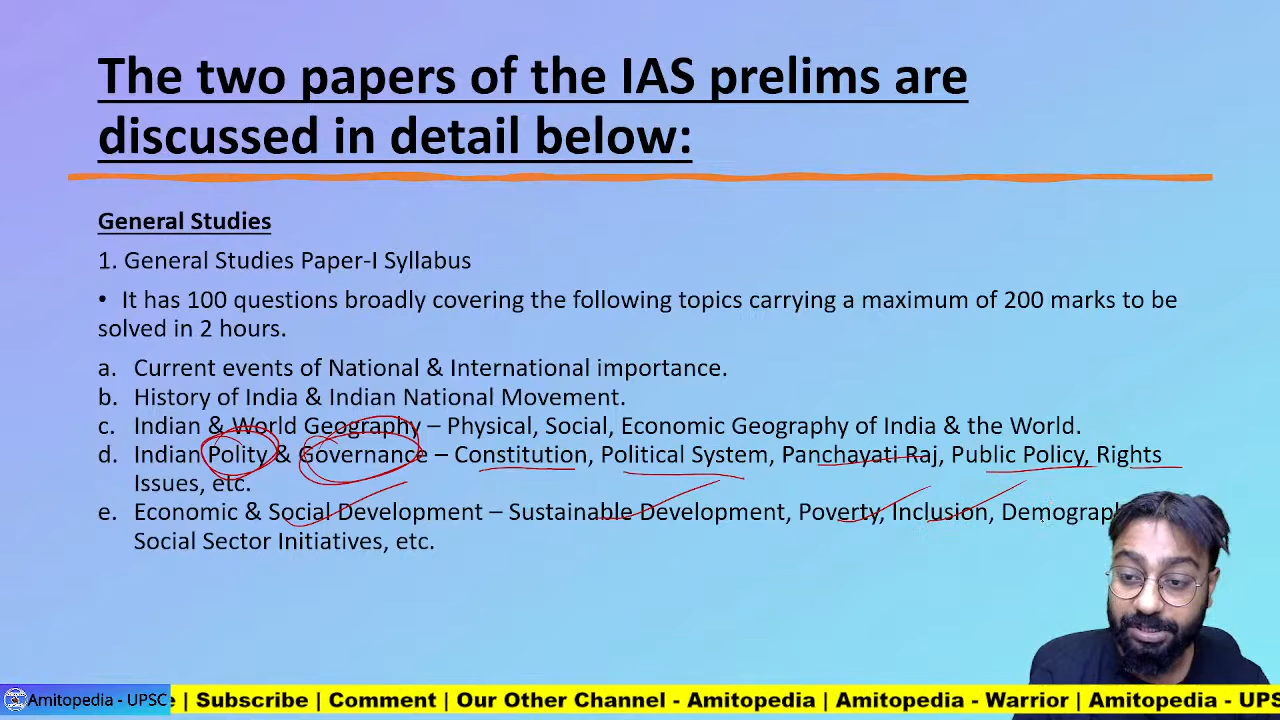 The two papers of the IAS prelims are
discussed in detail below:
General Studies
1. General Studies Paper-I Syllabus
• It has 100 questions broadly covering the following topics carrying a maximum of 200 marks to be
solved in 2 hours.
a. Current events of National & International importance.
b. History of India & Indian National Movement.
c. Indian & World Geography – Physical, Social, Economic Geography of India & the World.
d. Indian Polity & Governance – Constitution, Political System, Panchayati Raj, Public Policy, Rights
Issues, etc.
e. Economic & Social Development – Sustainable Development, Poverty, Inclusion,
Social Sector Initiatives, etc.
Amitopedia - UPSC | Subscribe | Comment | Our Other Channel - Amitopedia | Amitopedia - Warrior | Amitopedia -